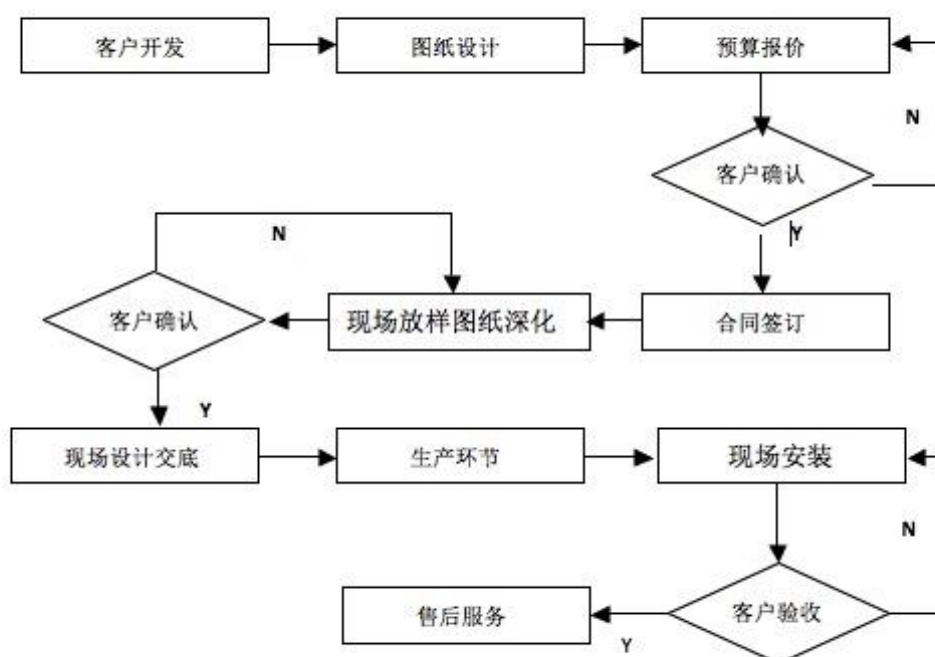 客户开发
图纸设计
预算报价
N
客户确认
Y
N
客户确认
现场放样图纸深化
合同签订
Y
现场设计交底
生产环节
现场安装
N
售后服务
客户验收
Y